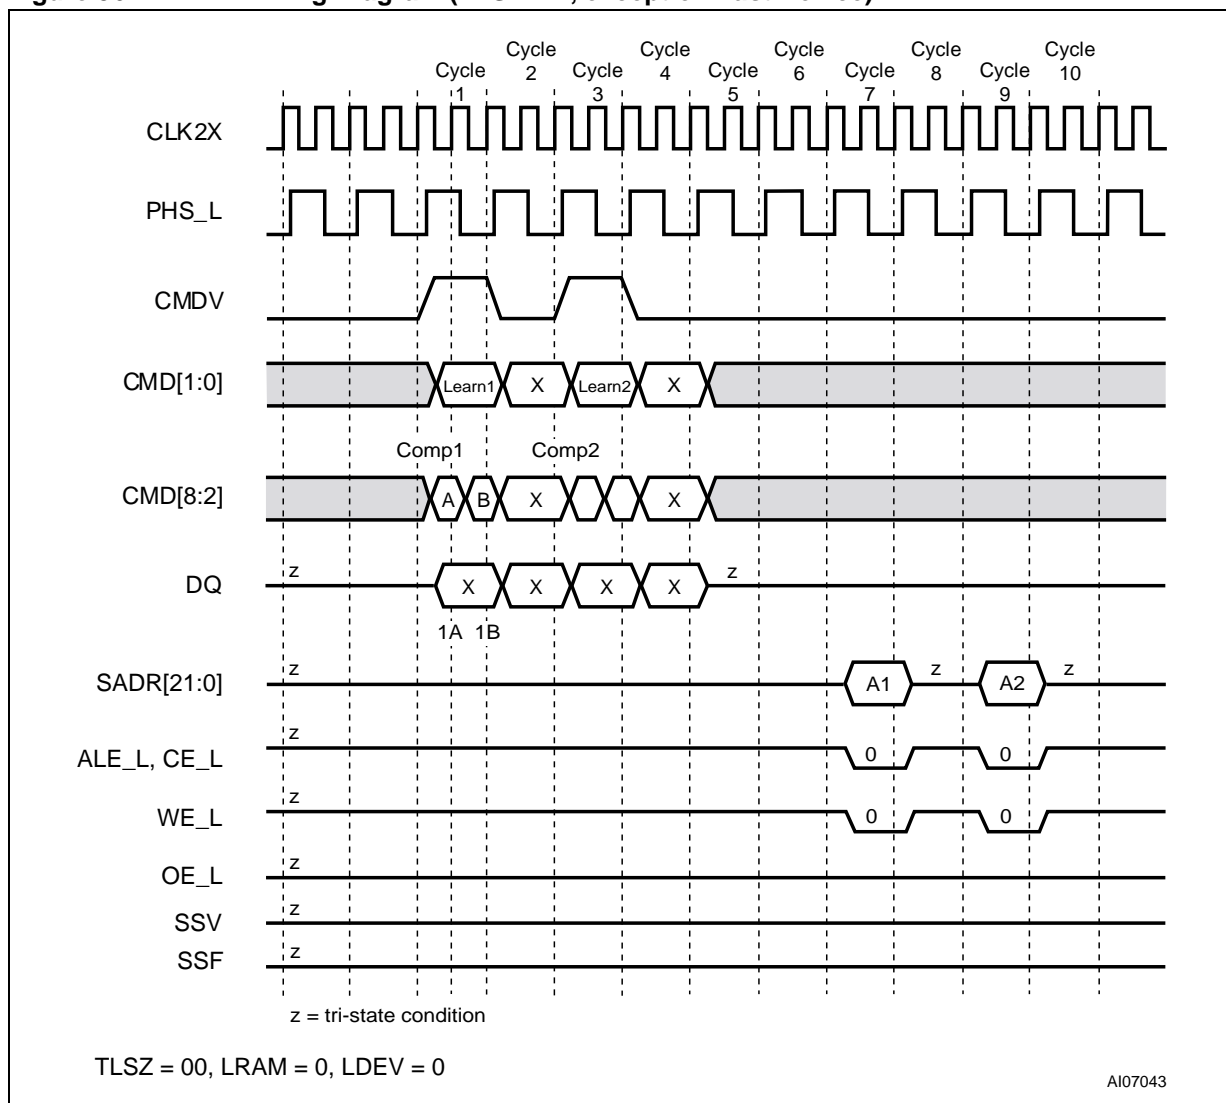 Cycle 1 Cycle 2 Cycle 3 Cycle 4 Cycle 5 Cycle 6 Cycle 7 Cycle 8 Cycle 9 Cycle 10
CLK2X
PHS_L
CMDV
CMD[1:0] Learn1 X Learn2 X
Comp1 Comp2
CMD[8:2] A B X X
DQ z X X X X z
1A 1B
SADR[21:0] z A1 z A2 z
ALE_L, CE_L z 0 0
WE_L z 0 0
OE_L z
SSV z
SSF z
z = tri-state condition
TLSZ = 00, LRAM = 0, LDEV = 0
AI07043